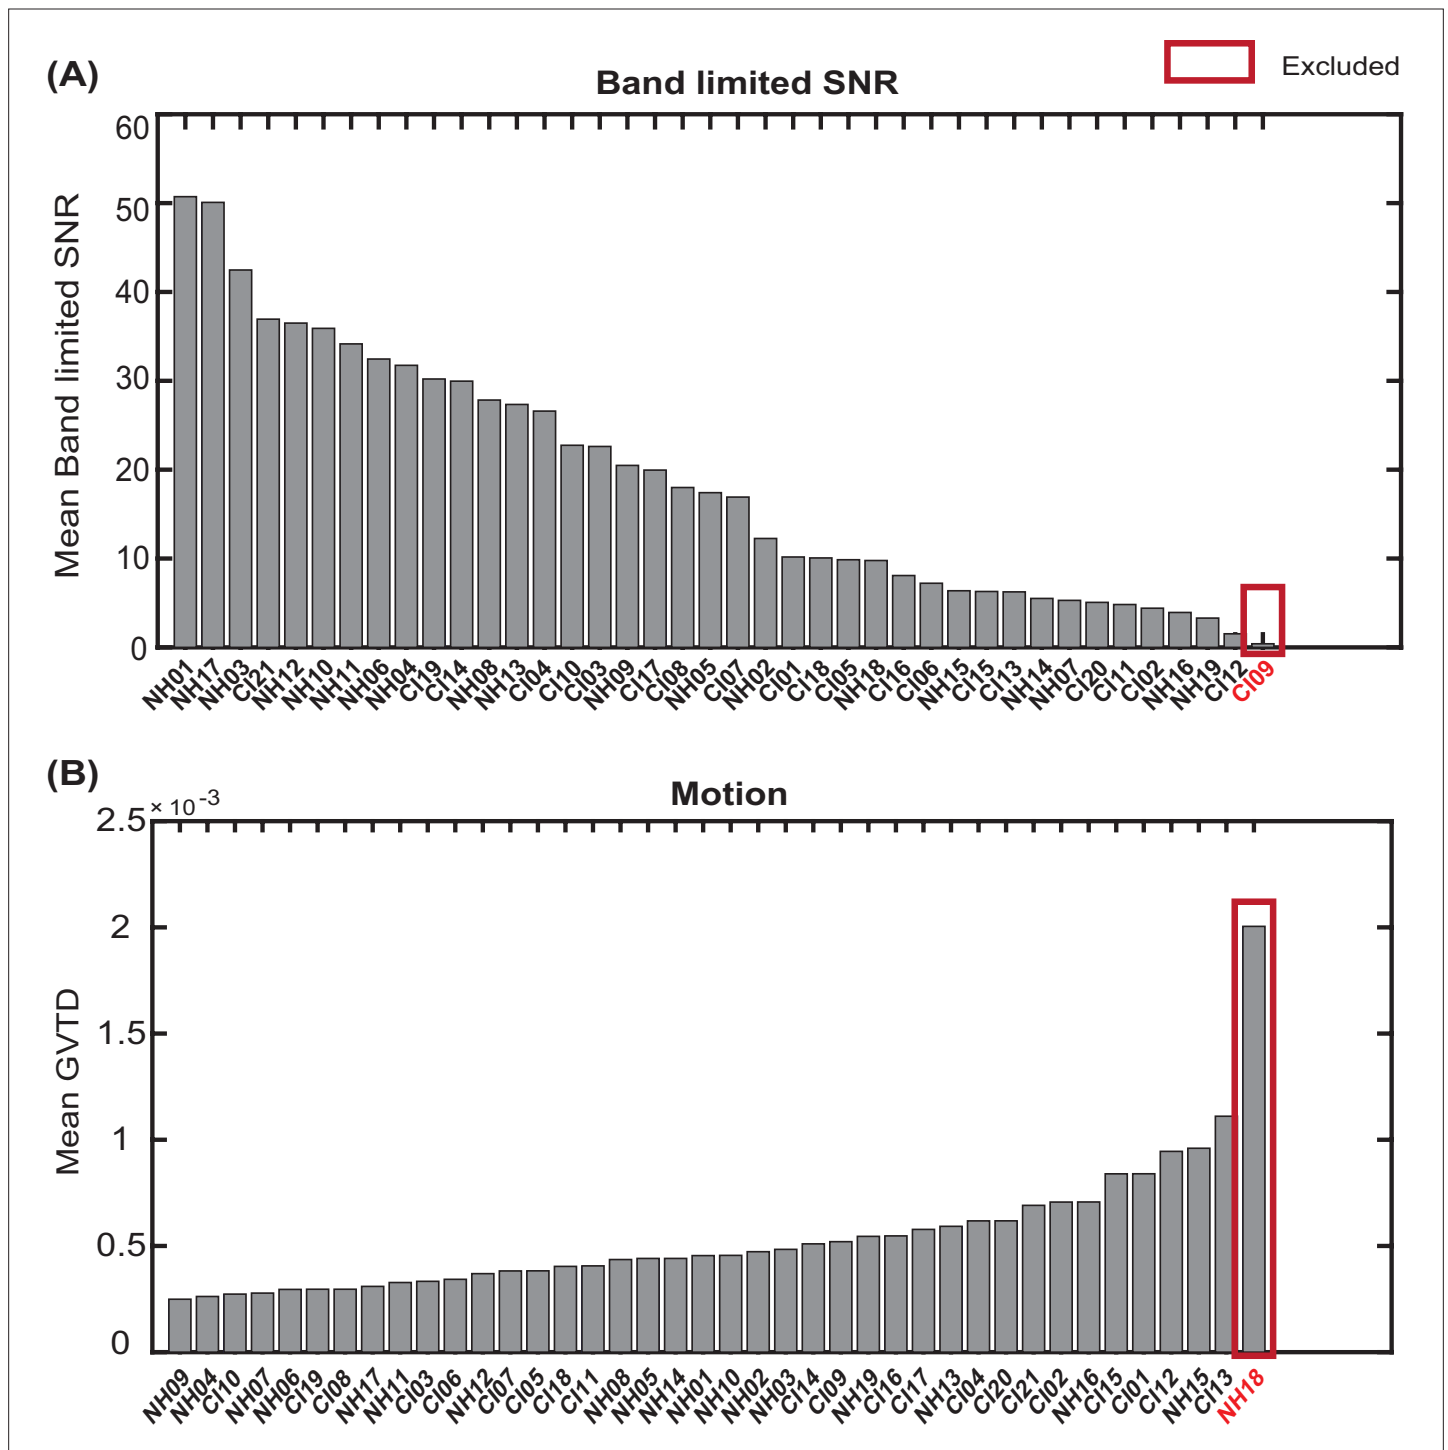 Excluded
(A)
Band limited SNR
Mean Band limited SNR
60
50
40
30
20
10
0
NH01
NH17
NH03
CI21
NH12
NH10
NH11
NH06
NH04
CI19
CI14
NH08
NH13
CI04
CI10
CI03
NH09
CI17
CI08
NH05
CI07
NH02
CI01
CI18
CI05
NH18
CI16
CI06
NH15
CI15
CI13
NH14
NH07
CI20
CI11
CI02
NH16
NH19
CI12
CI09
(B)
Motion
× 10-3
Mean GVTD
2.5
2
1.5
1
0.5
0
NH09
NH04
CI10
NH07
NH06
CI19
CI08
NH17
NH11
CI03
CI06
NH12
CI07
CI05
CI18
CI11
NH08
NH05
NH14
NH01
NH10
NH02
NH03
CI14
CI09
NH19
CI16
CI17
NH13
CI04
CI20
CI21
CI02
NH16
CI15
CI01
CI12
NH15
CI13
NH18